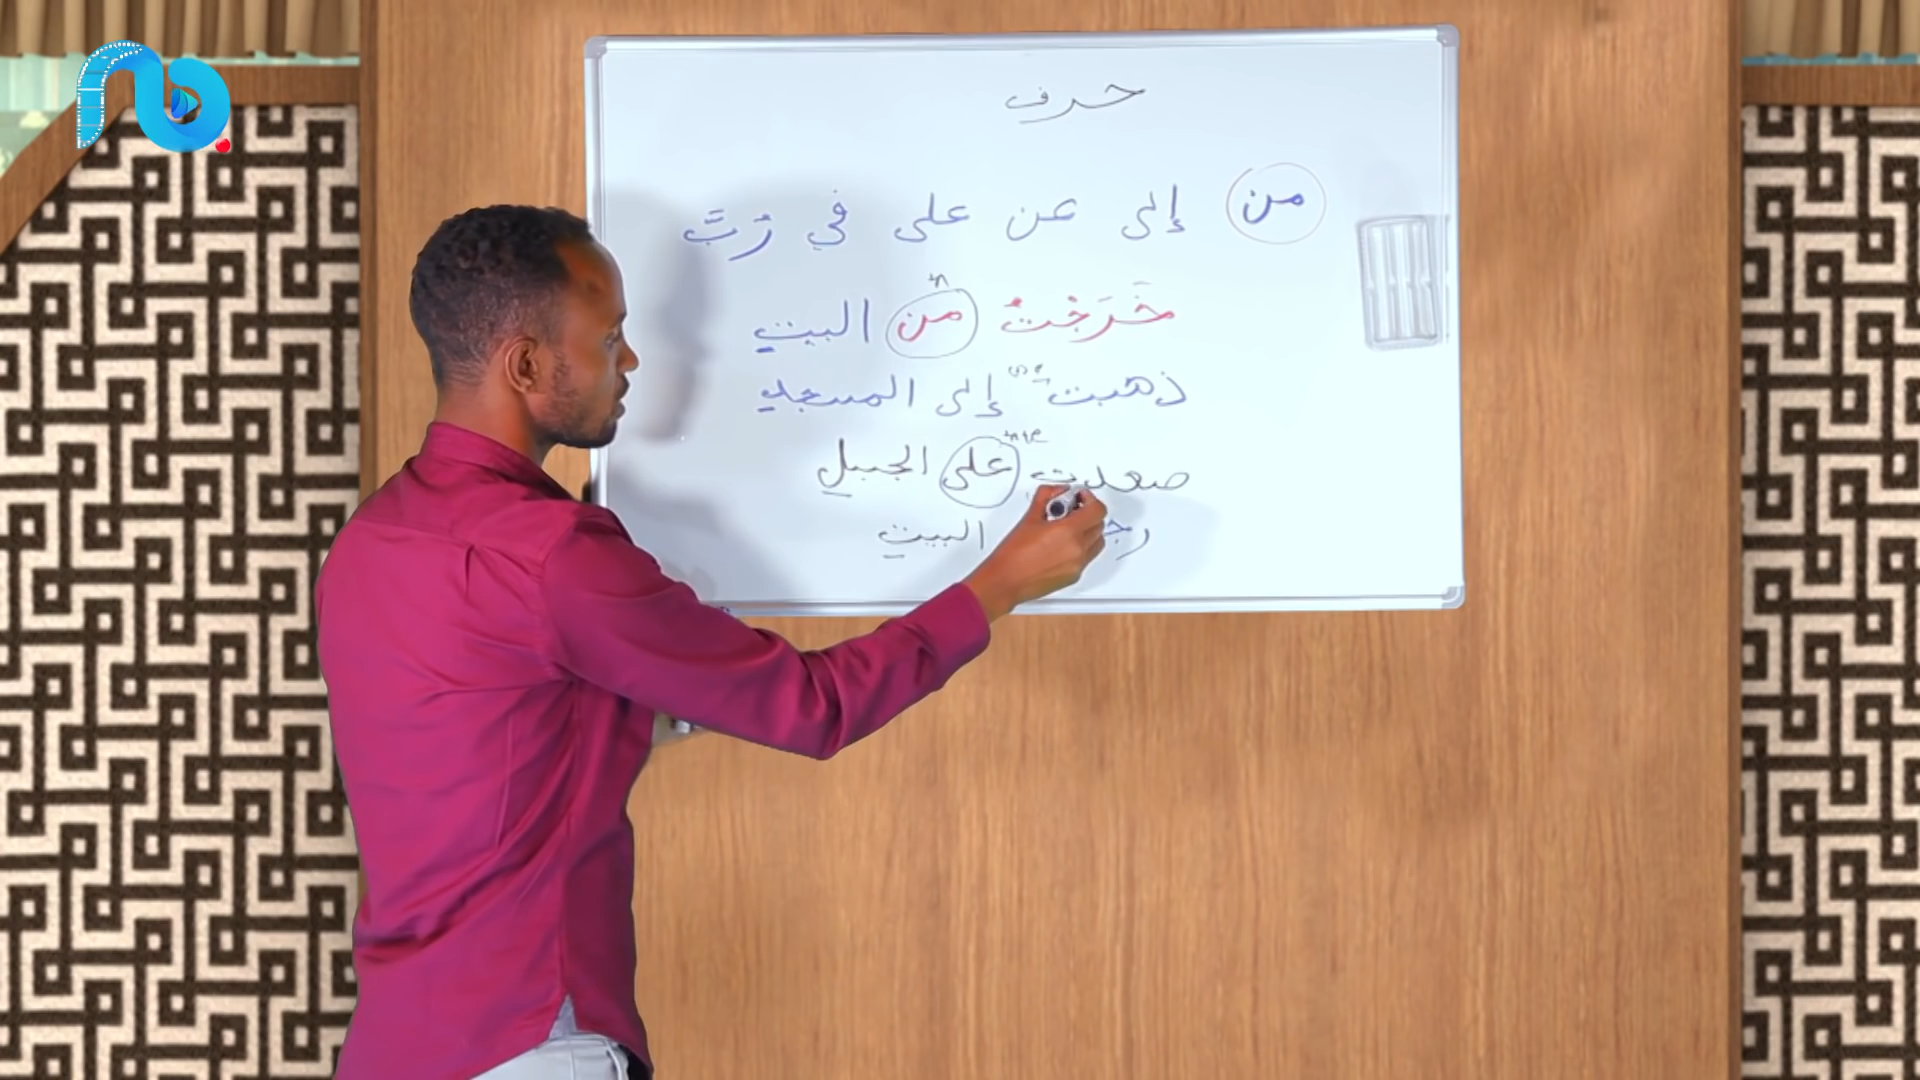 حرف
من إلى عن على في رُبَّ
خَرَجْتُ من البيتِ
ذهبت إلى المسجدِ
صعدت على الجبلِ
البيتِ